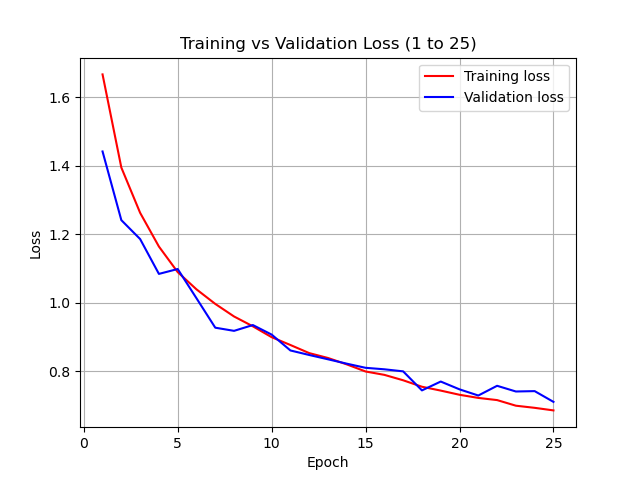 Training vs Validation Loss (1 to 25)
Training loss
Validation loss
1.6
1.4
1.2
1.0
0.8
Loss
0 5 10 15 20 25
Epoch